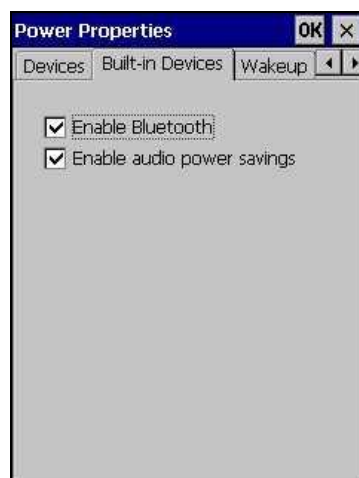 Power Properties OK ×
Devices Built-in Devices Wakeup
Enable Bluetooth
Enable audio power savings